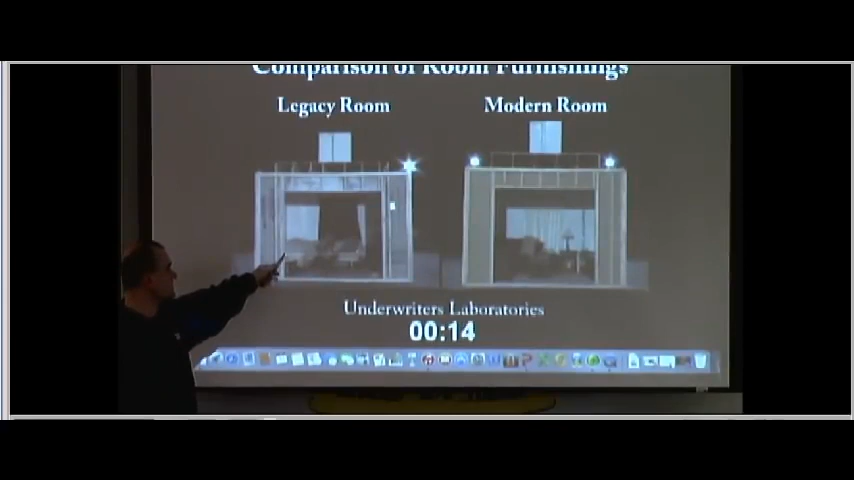 Comparison of Room Furnishings
Legacy Room
Modern Room
Underwriters Laboratories
00:14